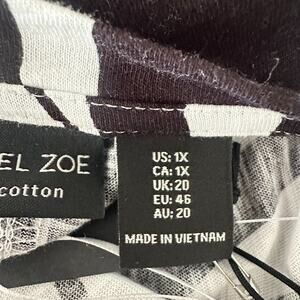 EL ZOE
cotton
US: 1X
CA: 1X
UK: 20
EU: 46
AU: 20
MADE IN VIETNAM